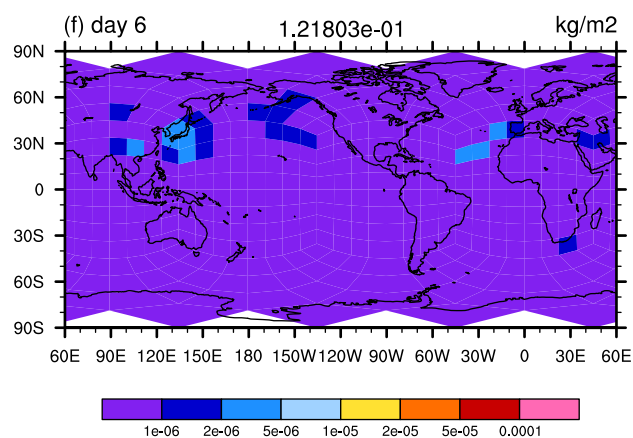 (f) day 6 1.21803e-01 kg/m2
90N
60N
30N
0
30S
60S
90S
60E 90E 120E 150E 180 150W 120W 90W 60W 30W 0 30E 60E
1e-06 2e-06 5e-06 1e-05 2e-05 5e-05 0.0001